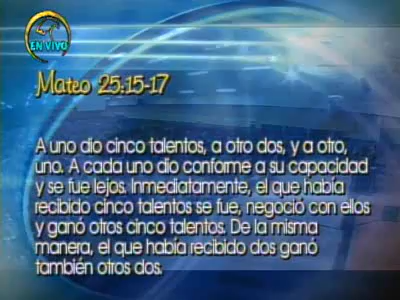 EN VIVO
Mateo 25:15-17
A uno dio cinco talentos, a otro dos, y a otro,
uno. A cada uno dio conforme a su capacidad
y se fue lejos. Inmediatamente, el que había
recibido cinco talentos se fue, negoció con ellos
y ganó otros cinco talentos. De la misma
manera, el que había recibido dos ganó
también otros dos.